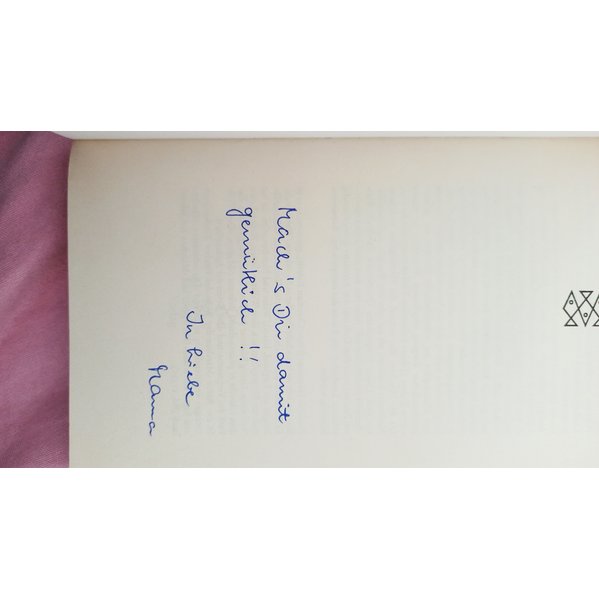 Mach's Dir damit
gemütlich !!
In Liebe
Mama